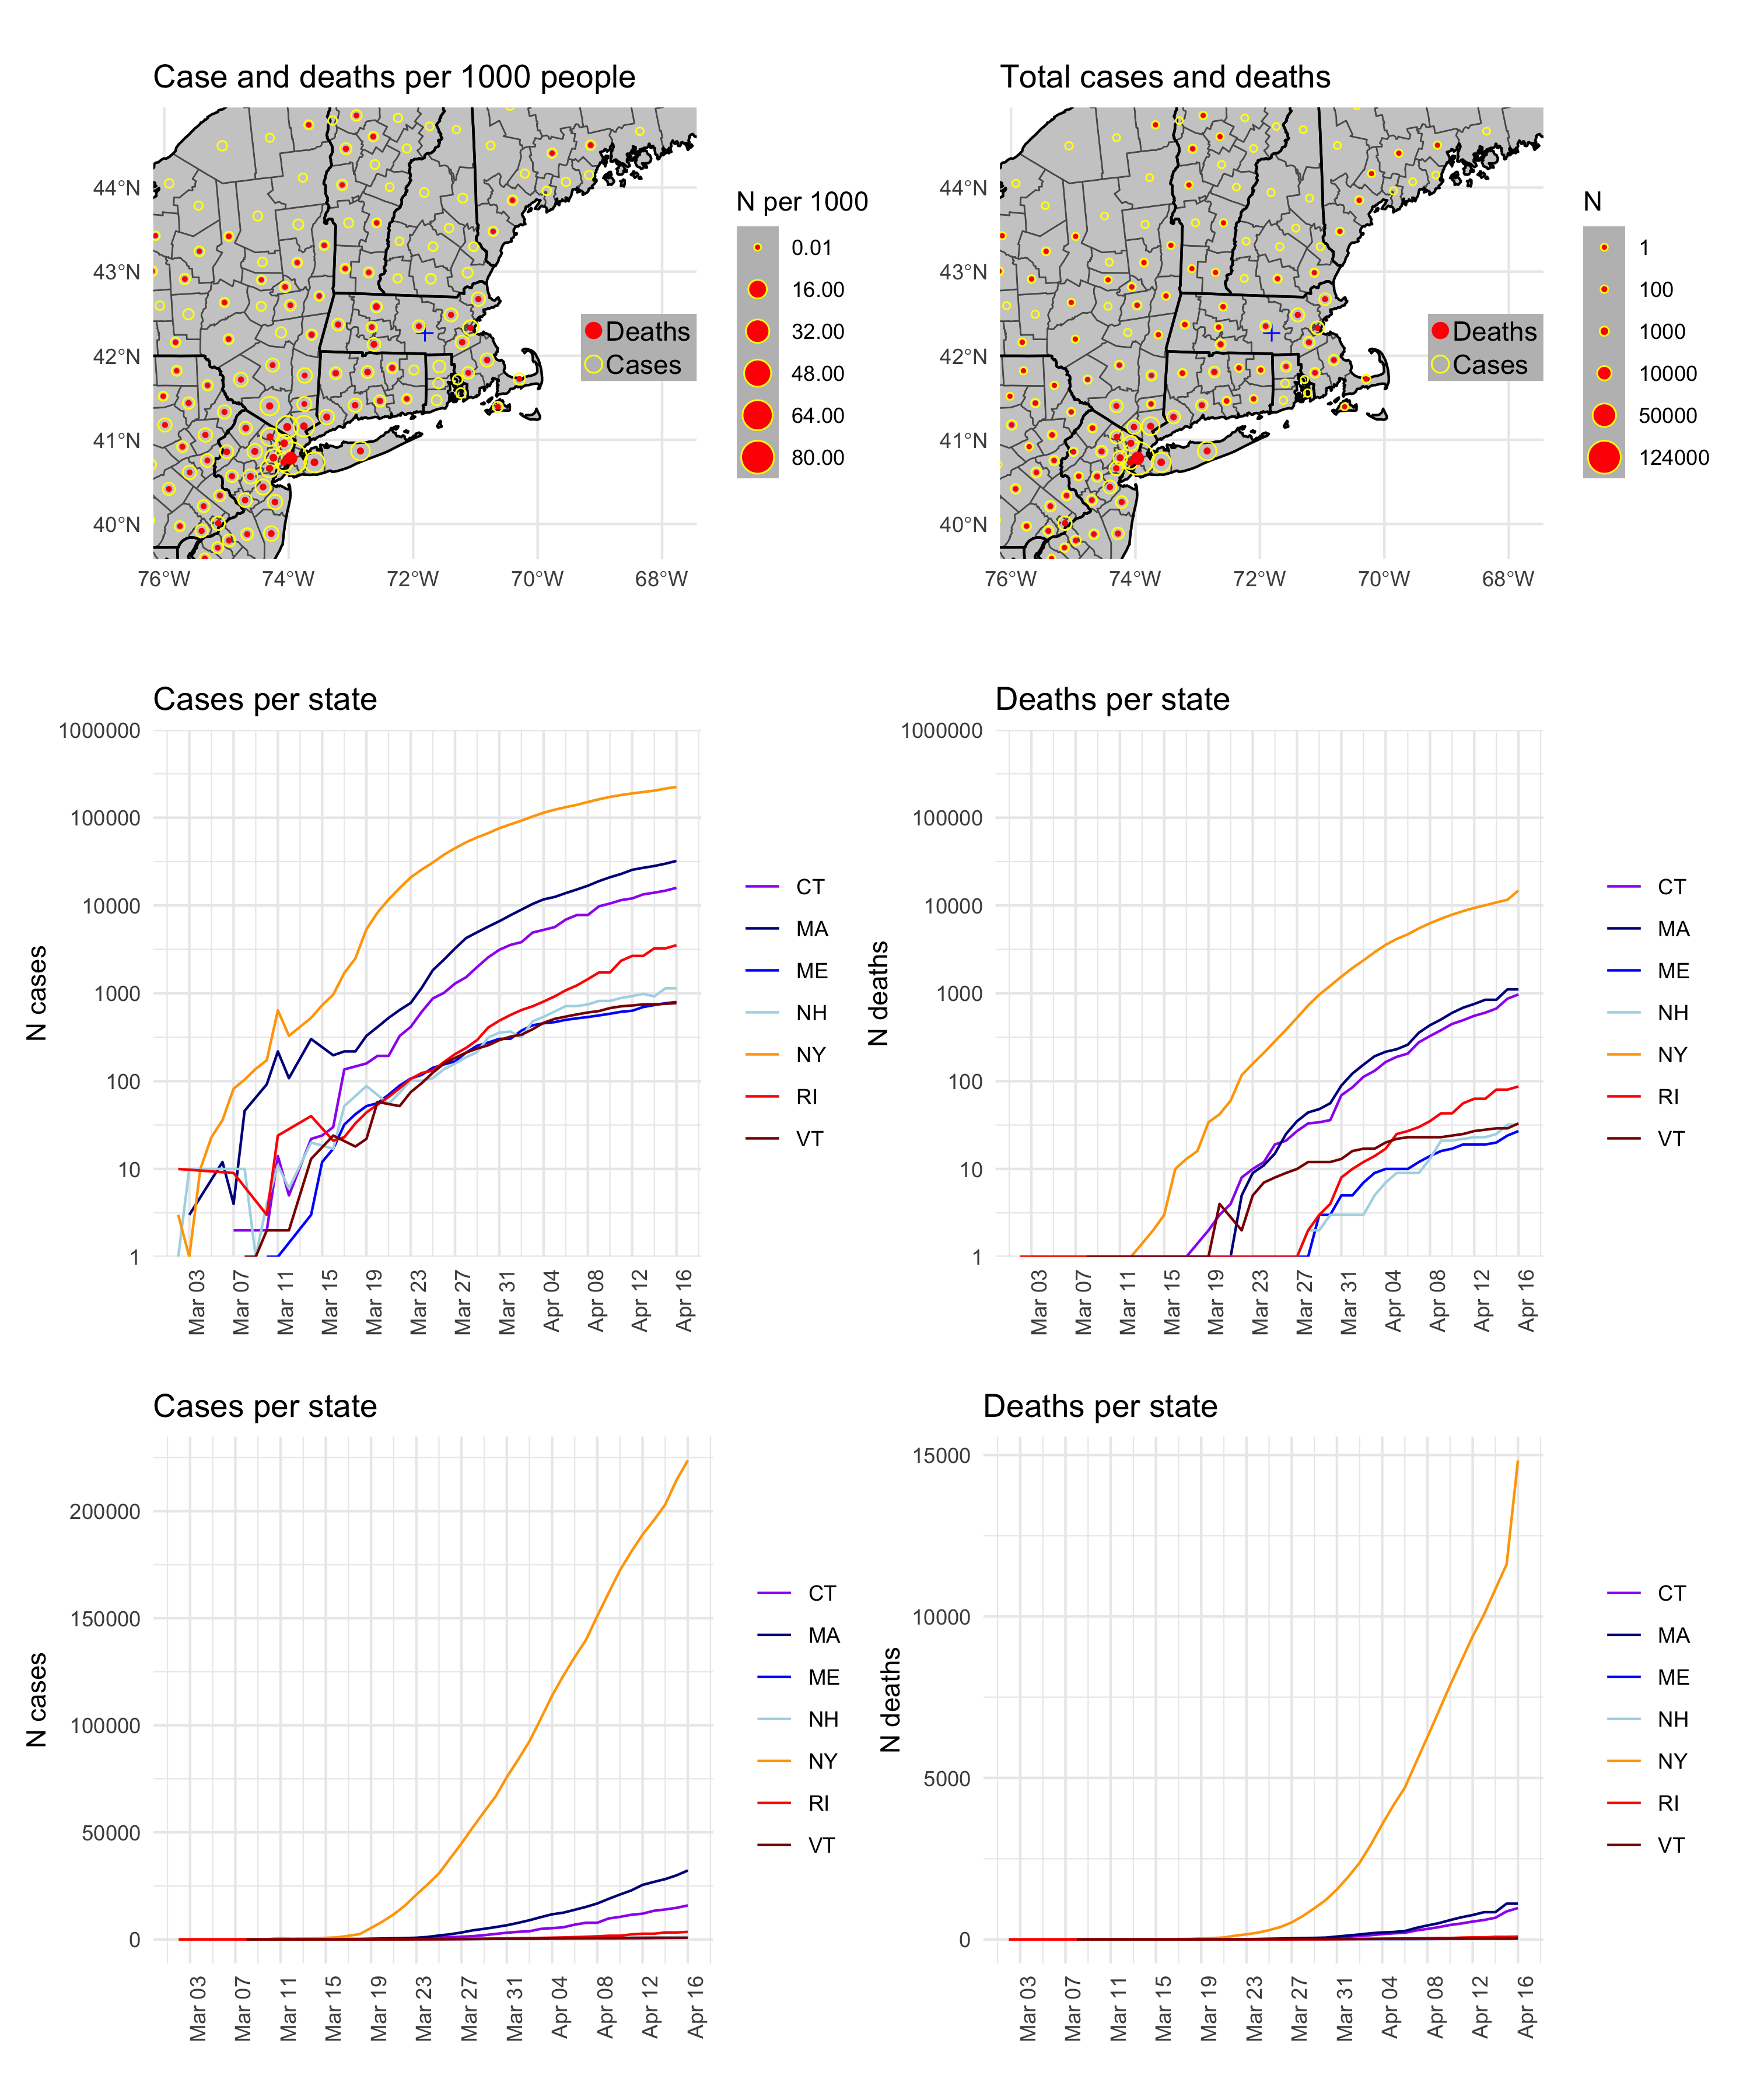 Case and deaths per 1000 people
44°N
43°N
42°N
41°N
40°N
76°W
74°W
72°W
70°W
68°W
Deaths
Cases
N per 1000
0.01
16.00
32.00
48.00
64.00
80.00
Total cases and deaths
44°N
43°N
42°N
41°N
40°N
76°W
74°W
72°W
70°W
68°W
Deaths
Cases
N
1
100
1000
10000
50000
124000
Cases per state
N cases
1000000
100000
10000
1000
100
10
1
Mar 03
Mar 07
Mar 11
Mar 15
Mar 19
Mar 23
Mar 27
Mar 31
Apr 04
Apr 08
Apr 12
Apr 16
CT
MA
ME
NH
NY
RI
VT
Deaths per state
N deaths
1000000
100000
10000
1000
100
10
1
Mar 03
Mar 07
Mar 11
Mar 15
Mar 19
Mar 23
Mar 27
Mar 31
Apr 04
Apr 08
Apr 12
Apr 16
CT
MA
ME
NH
NY
RI
VT
Cases per state
N cases
200000
150000
100000
50000
0
Mar 03
Mar 07
Mar 11
Mar 15
Mar 19
Mar 23
Mar 27
Mar 31
Apr 04
Apr 08
Apr 12
Apr 16
CT
MA
ME
NH
NY
RI
VT
Deaths per state
N deaths
15000
10000
5000
0
Mar 03
Mar 07
Mar 11
Mar 15
Mar 19
Mar 23
Mar 27
Mar 31
Apr 04
Apr 08
Apr 12
Apr 16
CT
MA
ME
NH
NY
RI
VT